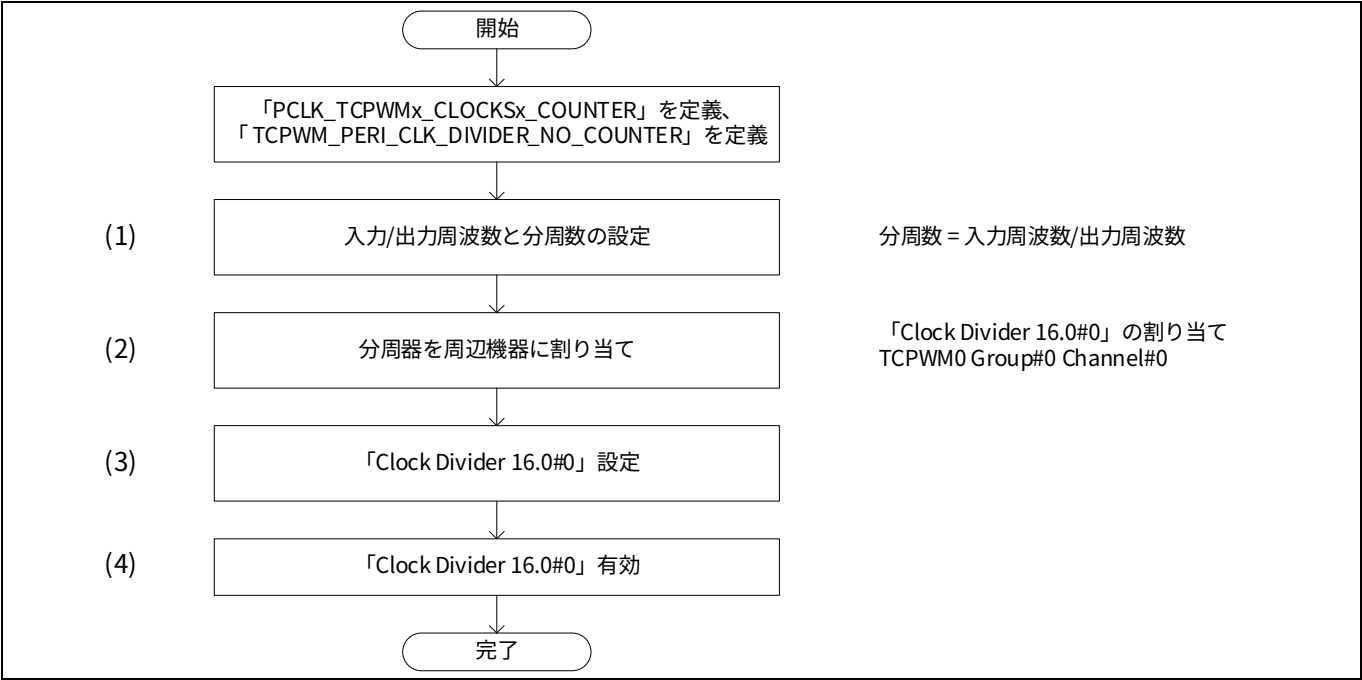 開始
「PCLK_TCPWMx_CLOCKSx_COUNTER」を定義、
「 TCPWM_PERI_CLK_DIVIDER_NO_COUNTER」を定義
(1)
入力/出力周波数と分周数の設定
分周数 = 入力周波数/出力周波数
(2)
分周器を周辺機器に割り当て
「Clock Divider 16.0#0」の割り当て
TCPWM0 Group#0 Channel#0
(3)
「Clock Divider 16.0#0」設定
(4)
「Clock Divider 16.0#0」有効
完了